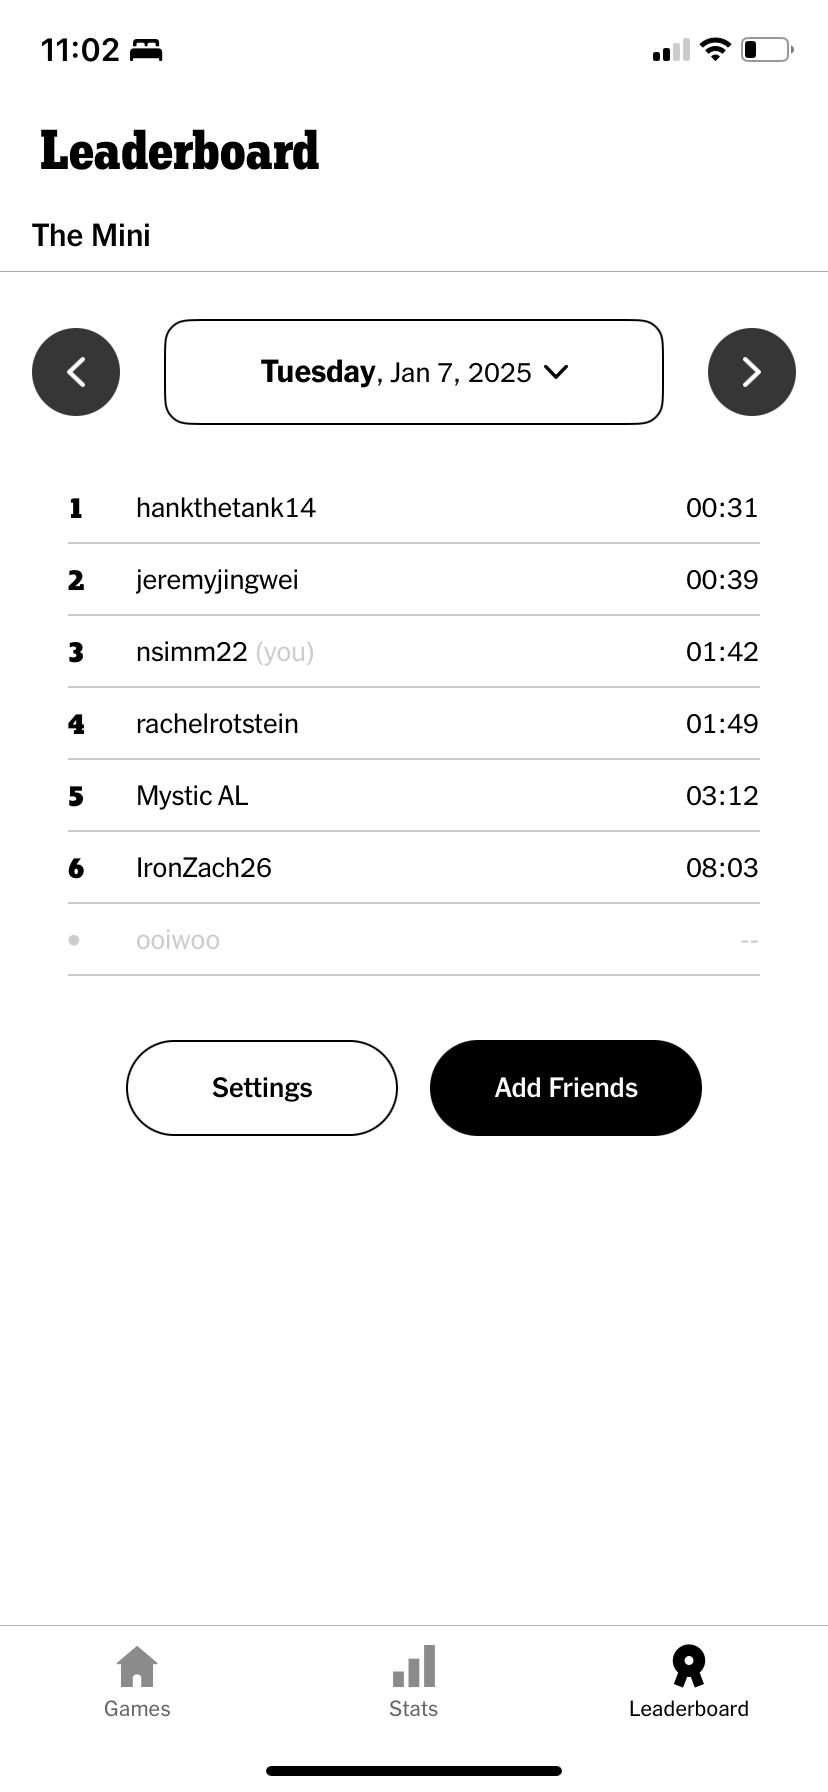 11:02
Leaderboard
The Mini
Tuesday, Jan 7, 2025
1 hankthetank14 00:31
2 jeremyjingwei 00:39
3 nsimm22 (you) 01:42
4 rachelrotstein 01:49
5 Mystic AL 03:12
6 IronZach26 08:03
• ooiwoo --
Settings Add Friends
Games Stats Leaderboard